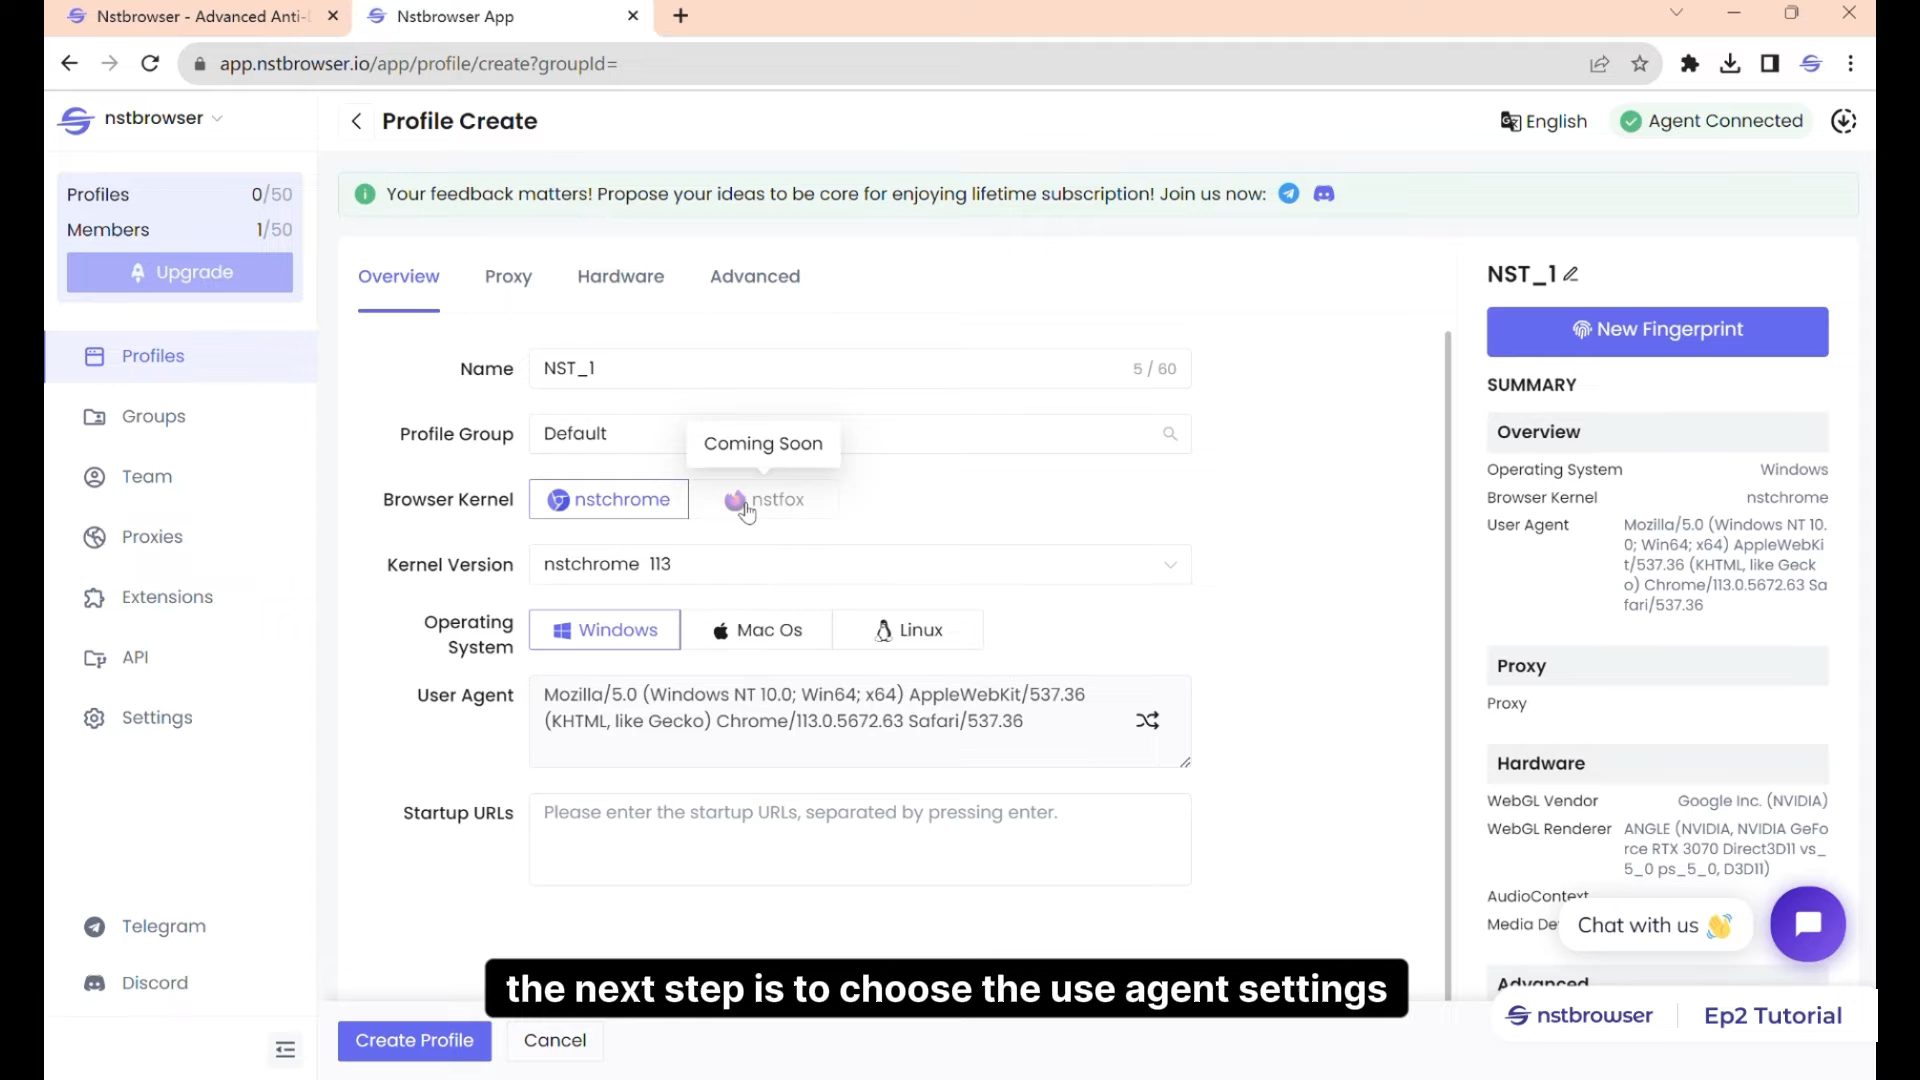 Nstbrowser - Advanced Anti-
Nstbrowser App
app.nstbrowser.io/app/profile/create?groupId=
nstbrowser
Profile Create
English
Agent Connected
Profiles 0/50
Members 1/50
Upgrade
Your feedback matters! Propose your ideas to be core for enjoying lifetime subscription! Join us now:
Profiles
Groups
Team
Proxies
Extensions
API
Settings
Telegram
Discord
Overview Proxy Hardware Advanced
Name NST_1 5 / 60
Profile Group Default
Coming Soon
Browser Kernel nstchrome nstfox
Kernel Version nstchrome 113
Operating
System
Windows Mac Os Linux
User Agent Mozilla/5.0 (Windows NT 10.0; Win64; x64) AppleWebKit/537.36
(KHTML, like Gecko) Chrome/113.0.5672.63 Safari/537.36
Startup URLs Please enter the startup URLs, separated by pressing enter.
Create Profile Cancel
NST_1
New Fingerprint
SUMMARY
Overview
Operating System Windows
Browser Kernel nstchrome
User Agent Mozilla/5.0 (Windows NT 10.
0; Win64; x64) AppleWebKi
t/537.36 (KHTML, like Geck
o) Chrome/113.0.5672.63 Sa
fari/537.36
Proxy
Proxy
Hardware
WebGL Vendor Google Inc. (NVIDIA)
WebGL Renderer ANGLE (NVIDIA, NVIDIA GeFo
rce RTX 3070 Direct3D11 vs_
5_0 ps_5_0, D3D11)
AudioContext
Media De
Chat with us
Advanced
the next step is to choose the use agent settings
nstbrowser Ep2 Tutorial